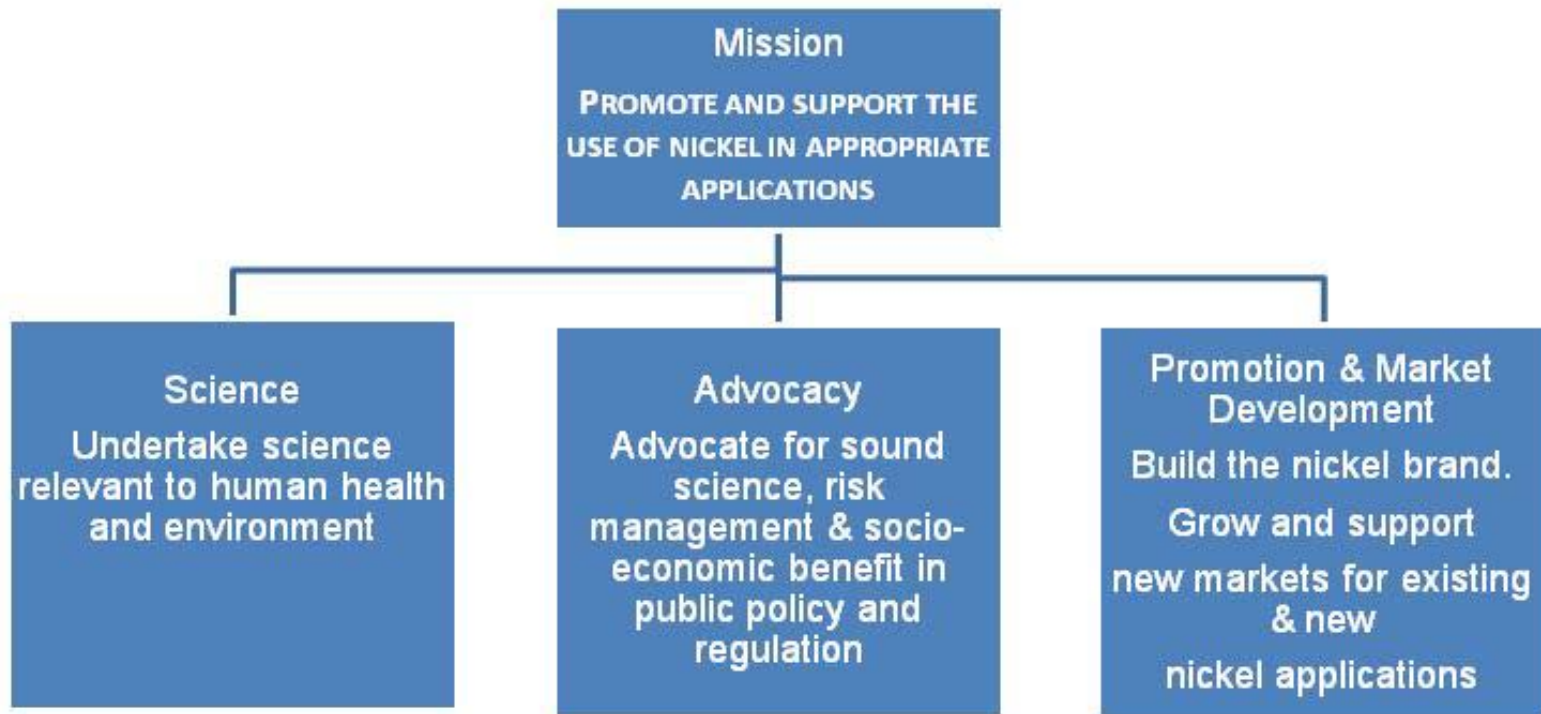 Mission
PROMOTE AND SUPPORT THE
USE OF NICKEL IN APPROPRIATE
APPLICATIONS
Science
Undertake science
relevant to human health
and environment
Advocacy
Advocate for sound
science, risk
management & socio-
economic benefit in
public policy and
regulation
Promotion & Market
Development
Build the nickel brand.
Grow and support
new markets for existing
& new
nickel applications